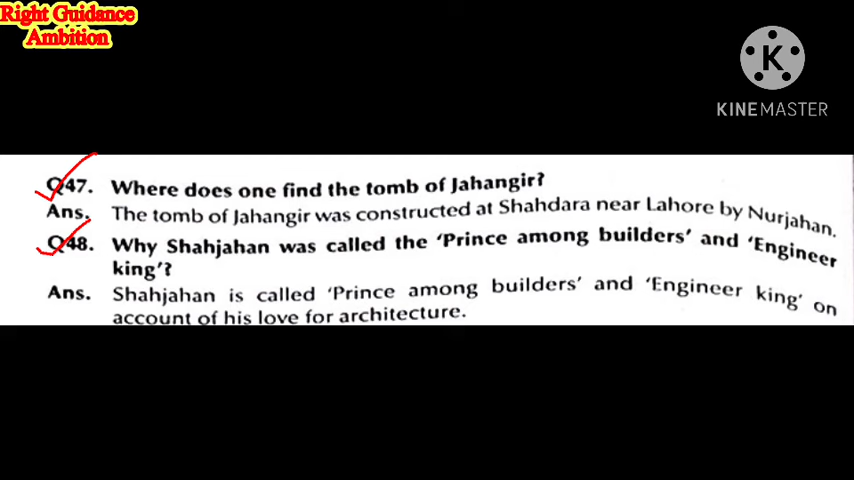 Right Guidance
Ambition
K
KINEMASTER
Q47. Where does one find the tomb of Jahangir?
Ans. The tomb of Jahangir was constructed at Shahdara near Lahore by Nurjahan.
Q48. Why Shahjahan was called the ‘Prince among builders’ and ‘Engineer
king’?
Ans. Shahjahan is called ‘Prince among builders’ and ‘Engineer king’ on
account of his love for architecture.